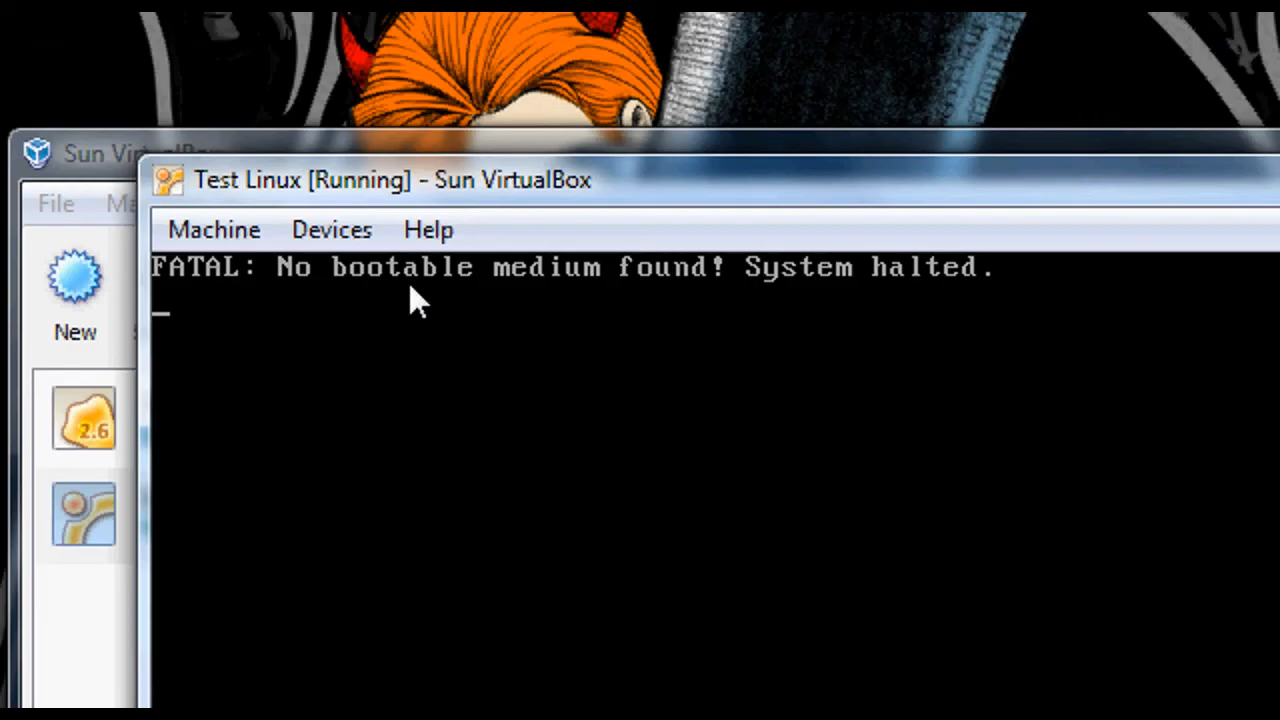 Sun VirtualBox
Test Linux [Running] - Sun VirtualBox
File
Machine Devices Help
FATAL: No bootable medium found! System halted.
New
2.6